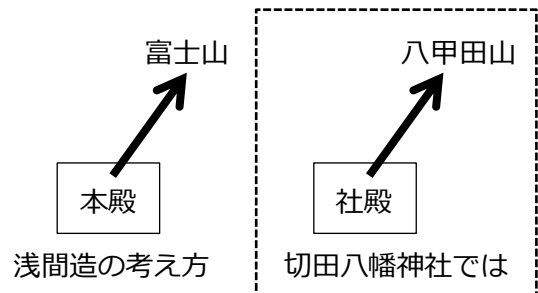 富士山
本殿
浅間造の考え方
八甲田山
社殿
切田八幡神社では